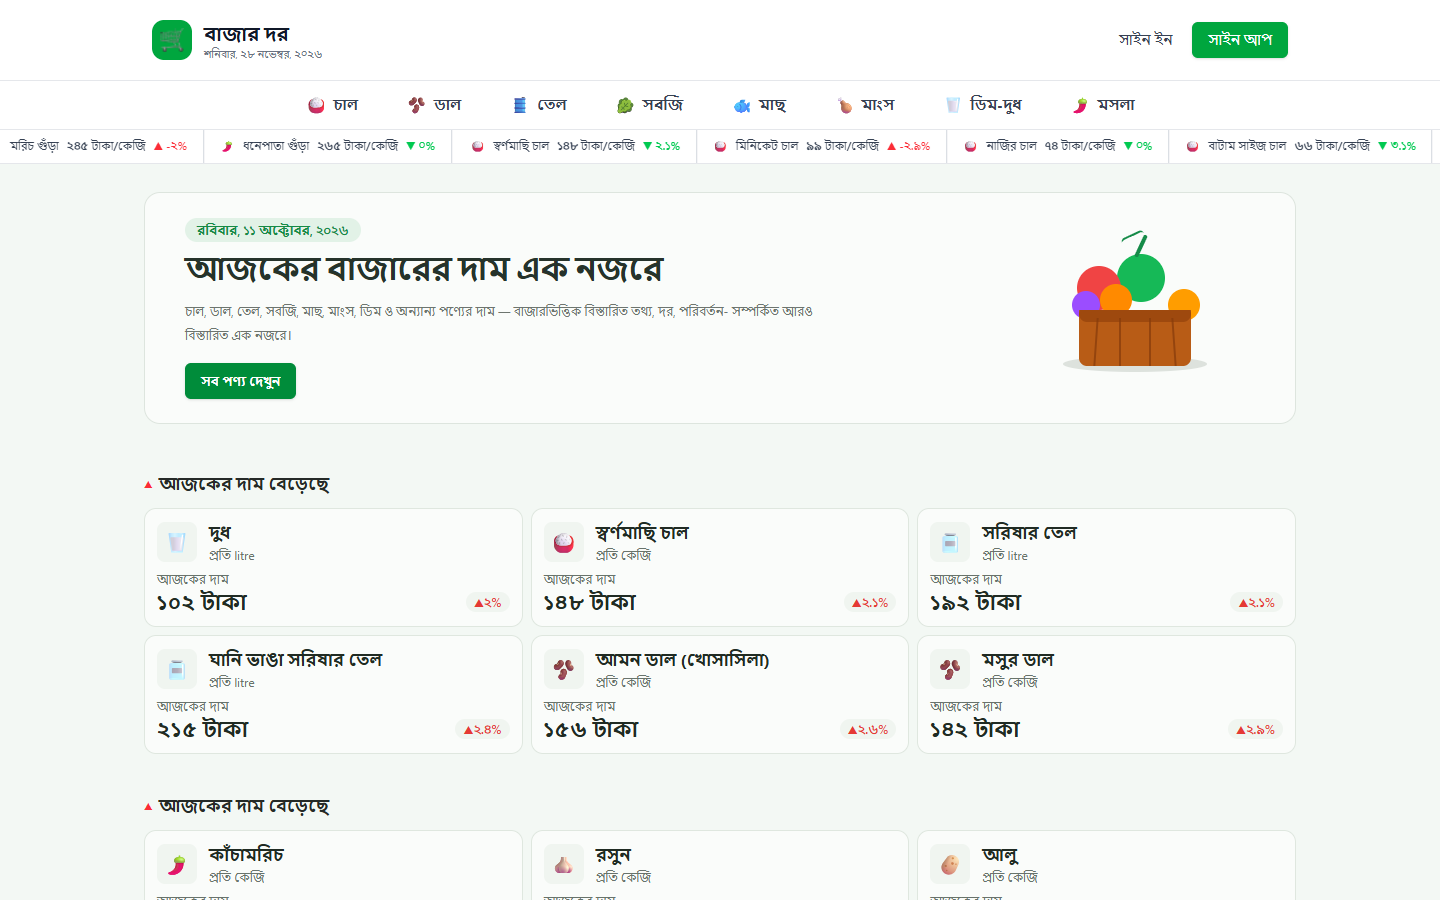 বাজার দর
শনিবার, ২৮ নভেম্বর, ২০২৬
সাইন ইন
সাইন আপ
চাল
ডাল
তেল
সবজি
মাছ
মাংস
ডিম-দুধ
মসলা
মরিচ গুঁড়া ২৪৫ টাকা/কেজি ▲ -২%
ধনেপাতা গুঁড়া ২৬৫ টাকা/কেজি ▼ ০%
স্বর্ণমাছি চাল ১৪৮ টাকা/কেজি ▼ ২.১%
মিনিকেট চাল ৯৯ টাকা/কেজি ▲ -২.৯%
নাজির চাল ৭৪ টাকা/কেজি ▼ ০%
বাটাম সাইজ চাল ৬৬ টাকা/কেজি ▼ ৩.১%
রবিবার, ১১ অক্টোবর, ২০২৬
আজকের বাজারের দাম এক নজরে
চাল, ডাল, তেল, সবজি, মাছ, মাংস, ডিম ও অন্যান্য পণ্যের দাম — বাজারভিত্তিক বিস্তারিত তথ্য, দর, পরিবর্তন- সম্পর্কিত আরও
বিস্তারিত এক নজরে।
সব পণ্য দেখুন
▲ আজকের দাম বেড়েছে
দুধ
প্রতি litre
আজকের দাম
১০২ টাকা
▲২%
স্বর্ণমাছি চাল
প্রতি কেজি
আজকের দাম
১৪৮ টাকা
▲২.১%
সরিষার তেল
প্রতি litre
আজকের দাম
১৯২ টাকা
▲২.১%
ঘানি ভাঙা সরিষার তেল
প্রতি litre
আজকের দাম
২১৫ টাকা
▲২.৪%
আমন ডাল (খোসাসিলা)
প্রতি কেজি
আজকের দাম
১৫৬ টাকা
▲২.৬%
মসুর ডাল
প্রতি কেজি
আজকের দাম
১৪২ টাকা
▲২.৯%
▲ আজকের দাম বেড়েছে
কাঁচামরিচ
প্রতি কেজি
রসুন
প্রতি কেজি
আলু
প্রতি কেজি